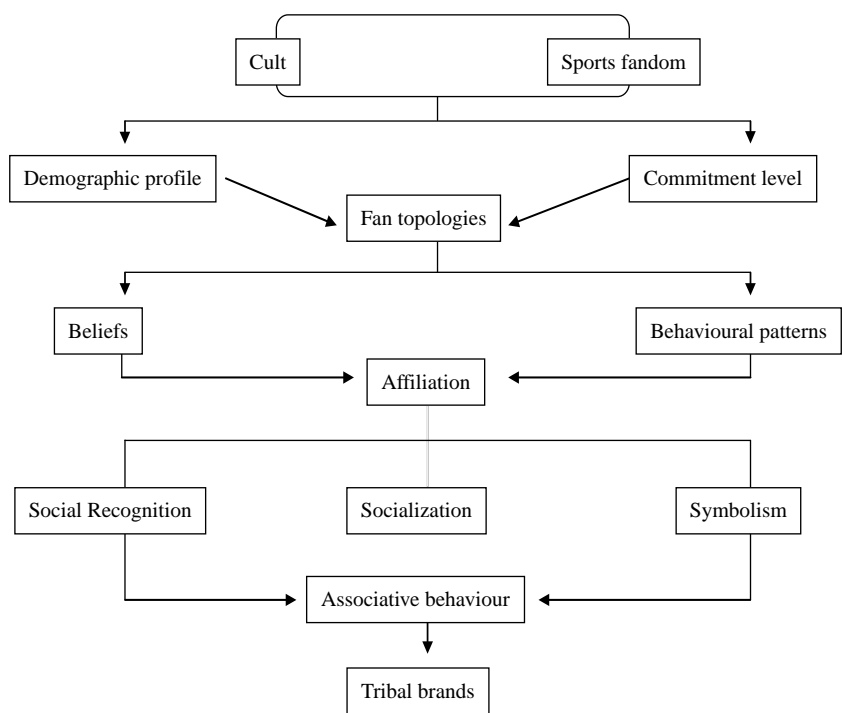 Cult
Sports fandom
Demographic profile
Commitment level
Fan topologies
Beliefs
Behavioural patterns
Affiliation
Social Recognition
Socialization
Symbolism
Associative behaviour
Tribal brands